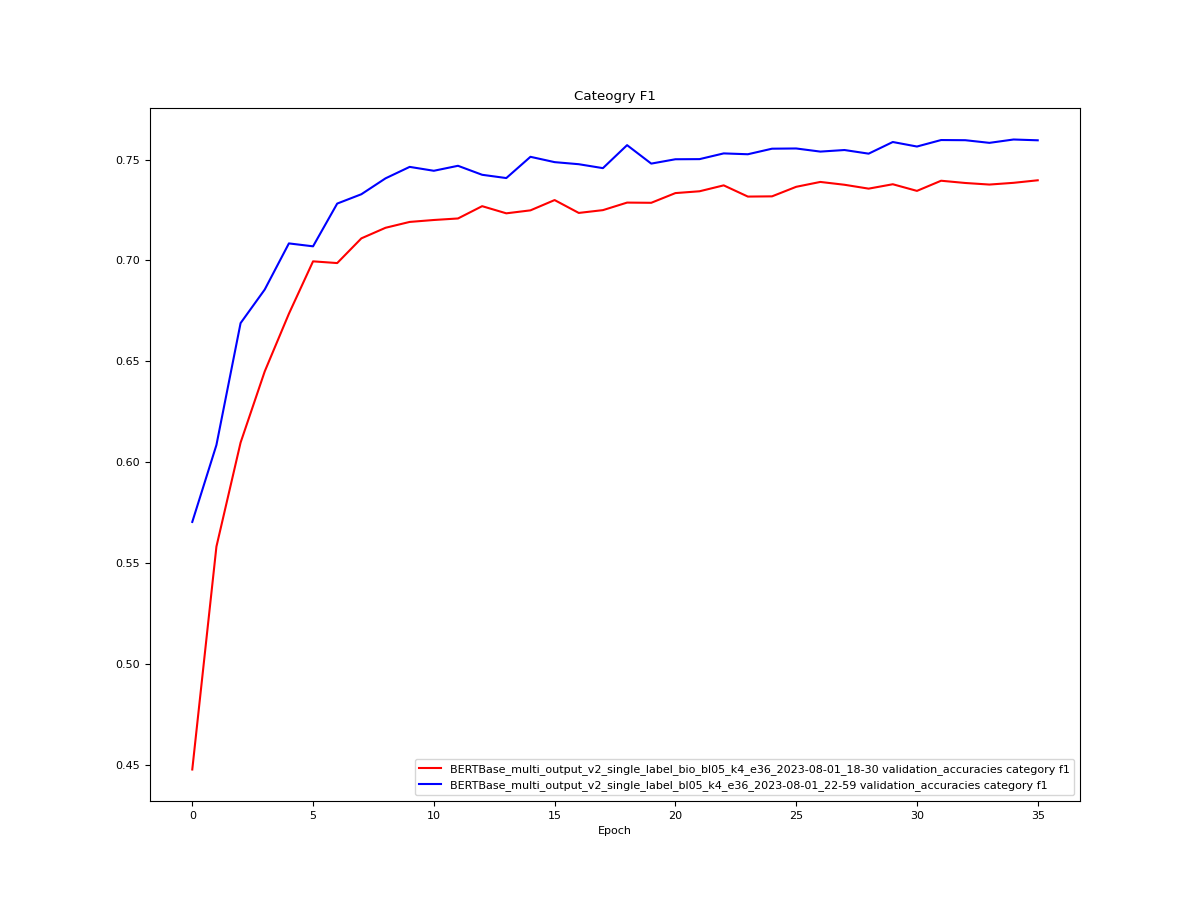 Cateogry F1
0.75
0.70
0.65
0.60
0.55
0.50
0.45
BERTBase_multi_output_v2_single_label_bio_bl05_k4_e36_2023-08-01_18-30 validation_accuracies category f1
BERTBase_multi_output_v2_single_label_bl05_k4_e36_2023-08-01_22-59 validation_accuracies category f1
0 5 10 15 20 25 30 35
Epoch